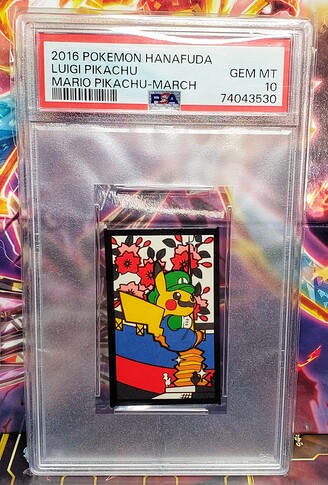 2016 POKEMON HANAFUDA
LUIGI PIKACHU GEM MT
MARIO PIKACHU-MARCH 10
PSA 74043530
L